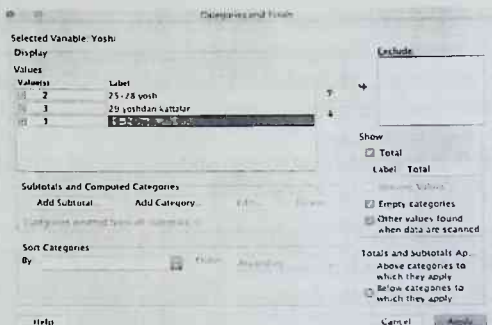 Categories and Totals
Selected Variable: Yoshi
Display
Exclude:
Values
Value(s) Label
2 25-28 yosh
3 29 yoshdan kattalar
1
Show
Total
Label Total
Subtotals and Computed Categories
Add Subtotal... Add Category... Edit...
Empty categories
Other values found
when data are scanned
Sort Categories
By Order
Totals and Subtotals Ap...
Above categories to
which they apply
Below categories to
which they apply
Help Cancel Apply